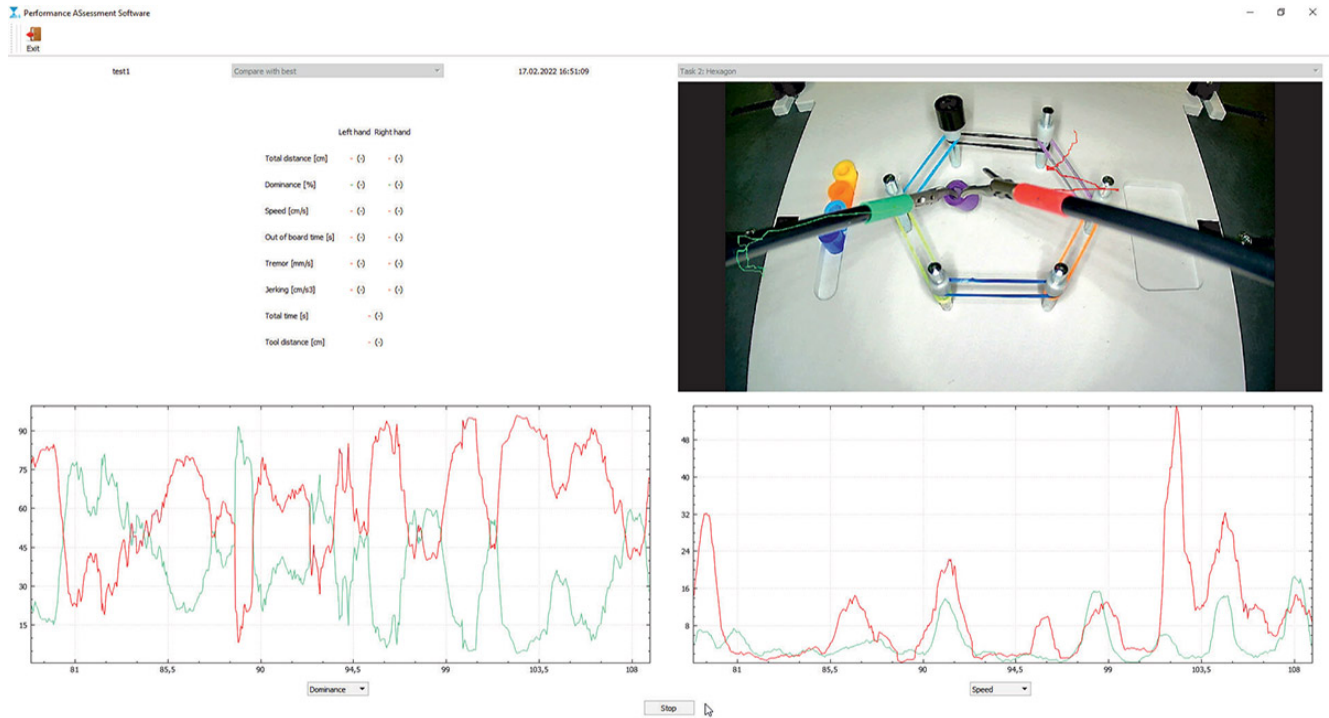 Performance ASsessment Software
Exit
test1 Compare with best 17.02.2022 16:51:09 Task 2: Hexagon
Left hand Right hand
Total distance [cm] - (-) - (-)
Dominance [%] - (-) - (-)
Speed [cm/s] - (-) - (-)
Out of board time [s] - (-) - (-)
Tremor [mm/s] - (-) - (-)
Jerking [cm/s3] - (-) - (-)
Total time [s] - (-)
Tool distance [cm] - (-)
90
75
60
45
30
15
81 85,5 90 94,5 99 103,5 108
Dominance
48
40
32
24
16
8
81 85,5 90 94,5 99 103,5 108
Speed
Stop